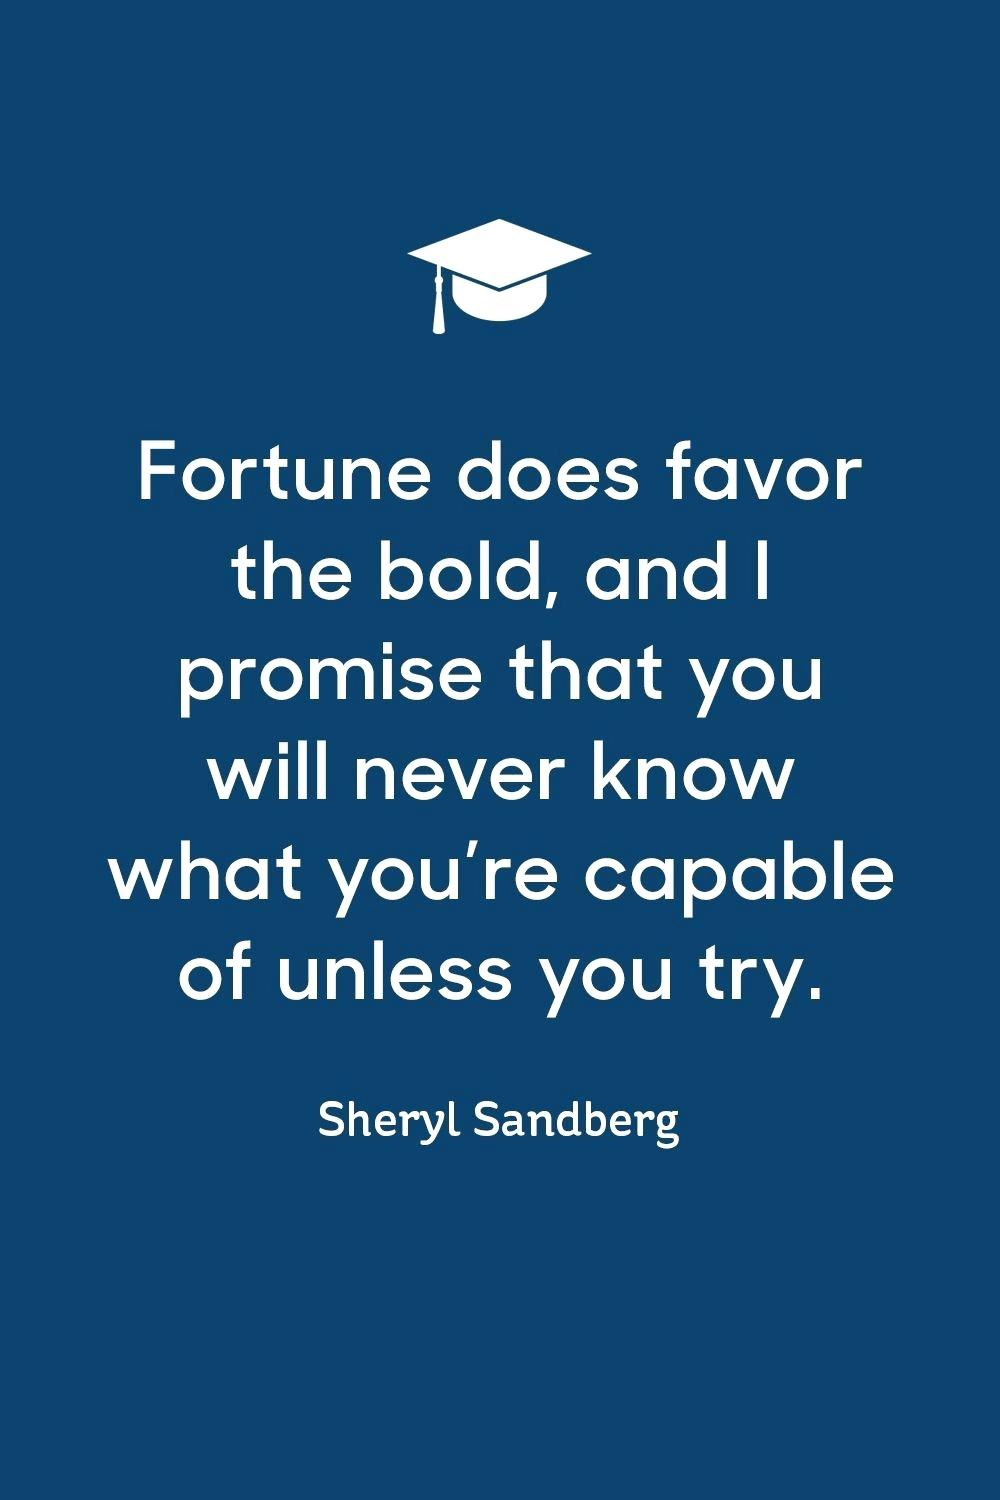 Fortune does favor
the bold, and I
promise that you
will never know
what you’re capable
of unless you try.
Sheryl Sandberg